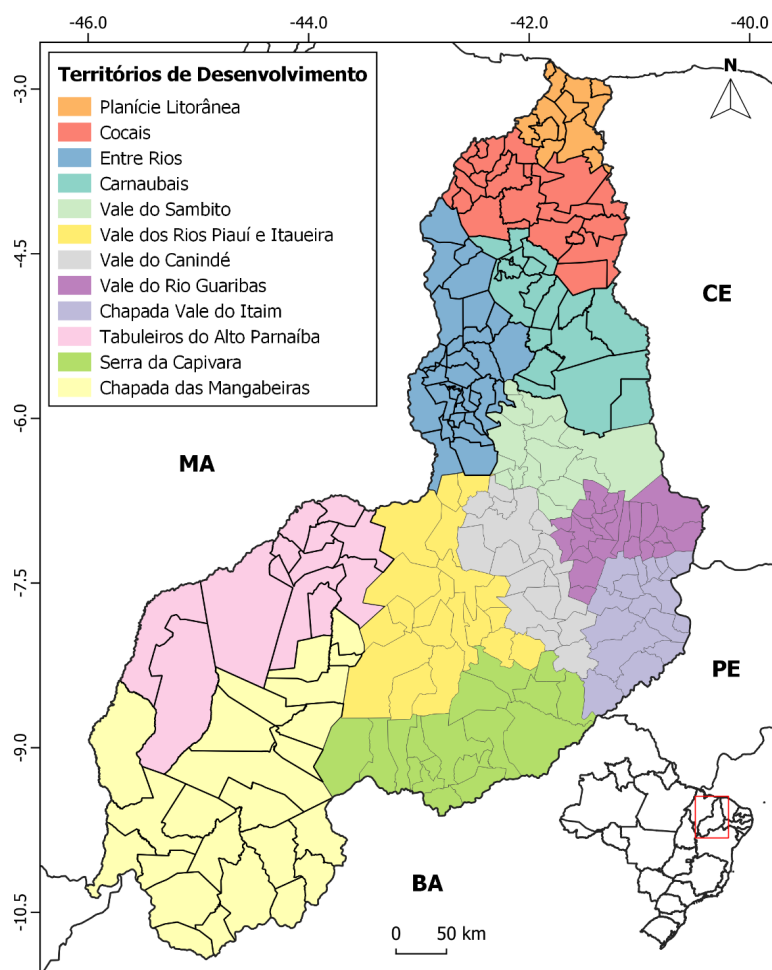 -46.0 -44.0 -42.0 -40.0
-3.0
-4.5
-6.0
-7.5
-9.0
-10.5
Territórios de Desenvolvimento
Planície Litorânea
Cocais
Entre Rios
Carnaubais
Vale do Sambito
Vale dos Rios Piauí e Itaueira
Vale do Canindé
Vale do Rio Guaribas
Chapada Vale do Itaim
Tabuleiros do Alto Parnaíba
Serra da Capivara
Chapada das Mangabeiras
N
CE
MA
PE
BA
0 50 km